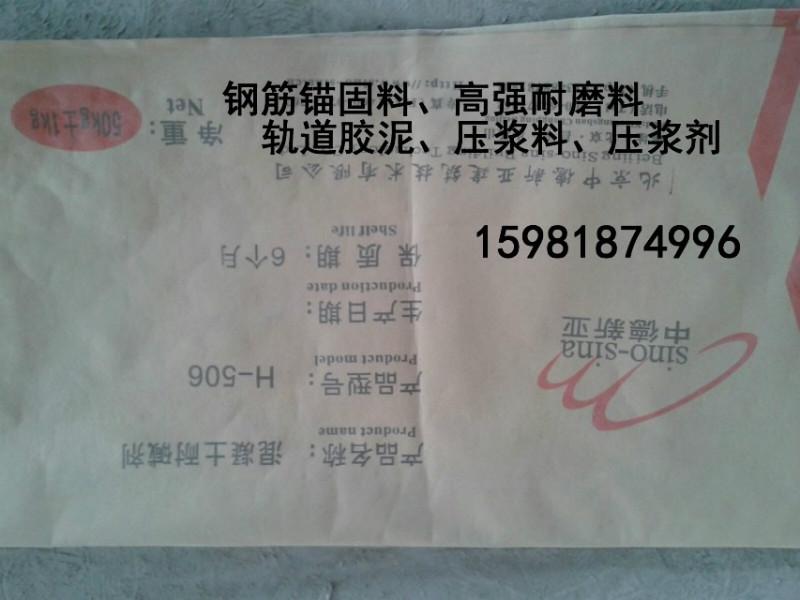 钢筋锚固料、高强耐磨料
轨道胶泥、压浆料、压浆剂
15981874996
产品名称: 混凝土耐碱剂
Product name
产品型号: H-506
Product model
生产日期:
Production date
保质期: 6个月
Shelf life
中德新亚
sino-sina
北京中德新亚建筑技术有限公司
净重: 50kg±1kg
Net